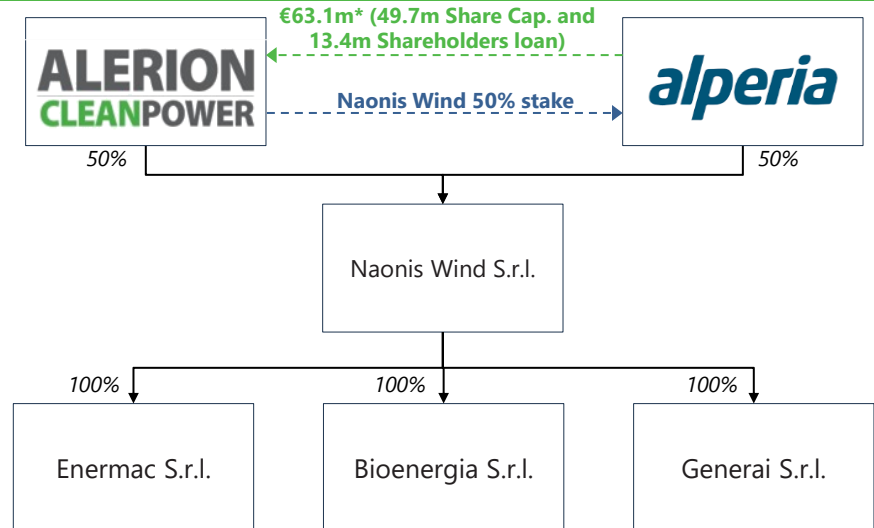 €63.1m* (49.7m Share Cap. and
13.4m Shareholders loan)
ALERION
CLEANPOWER
alperia
Naonis Wind 50% stake
50%
50%
Naonis Wind S.r.l.
100%
100%
100%
Enermac S.r.l.
Bioenergia S.r.l.
Generai S.r.l.